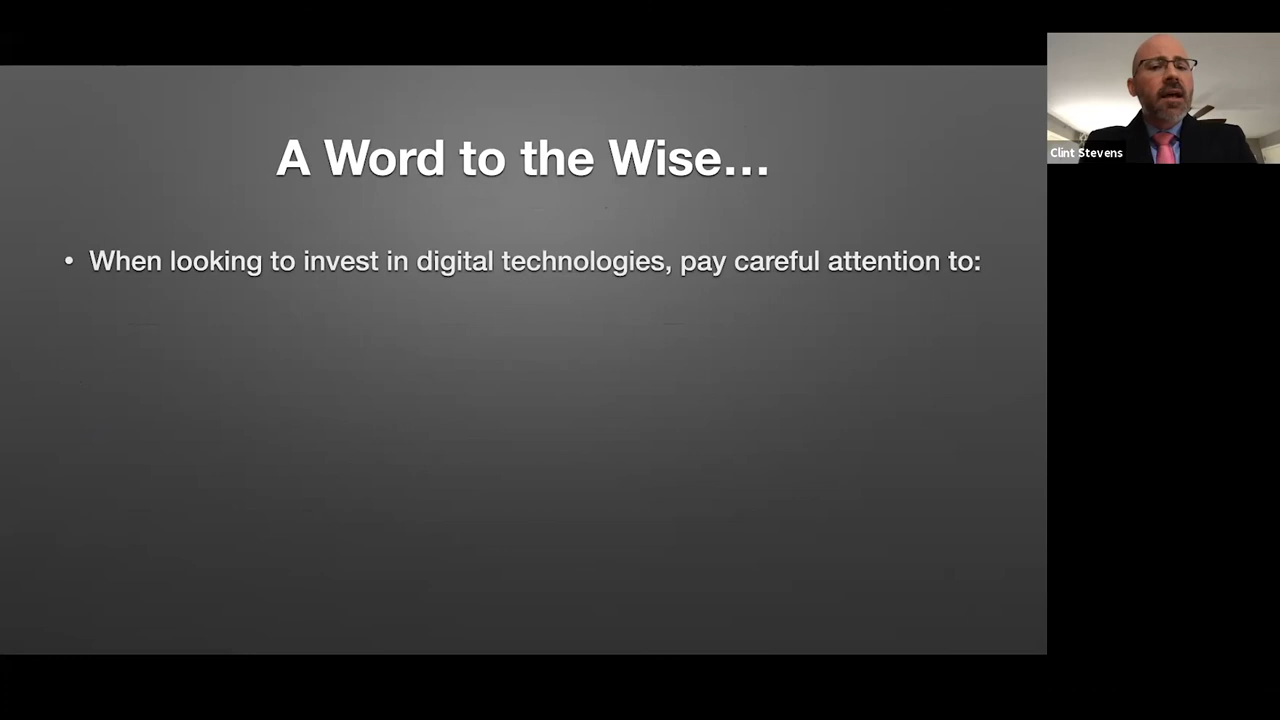 A Word to the Wise…
• When looking to invest in digital technologies, pay careful attention to:
Clint Stevens